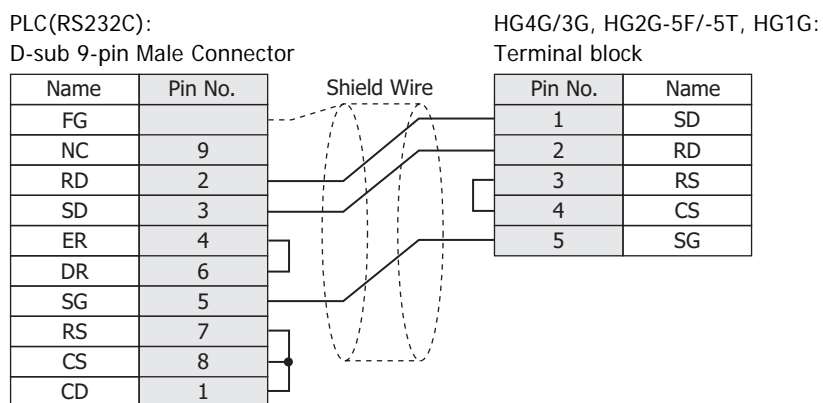 PLC(RS232C):
D-sub 9-pin Male Connector
HG4G/3G, HG2G-5F/-5T, HG1G:
Terminal block
Name Pin No. Shield Wire Pin No. Name
FG 1 SD
NC 9 2 RD
RD 2 3 RS
SD 3 4 CS
ER 4 5 SG
DR 6
SG 5
RS 7
CS 8
CD 1